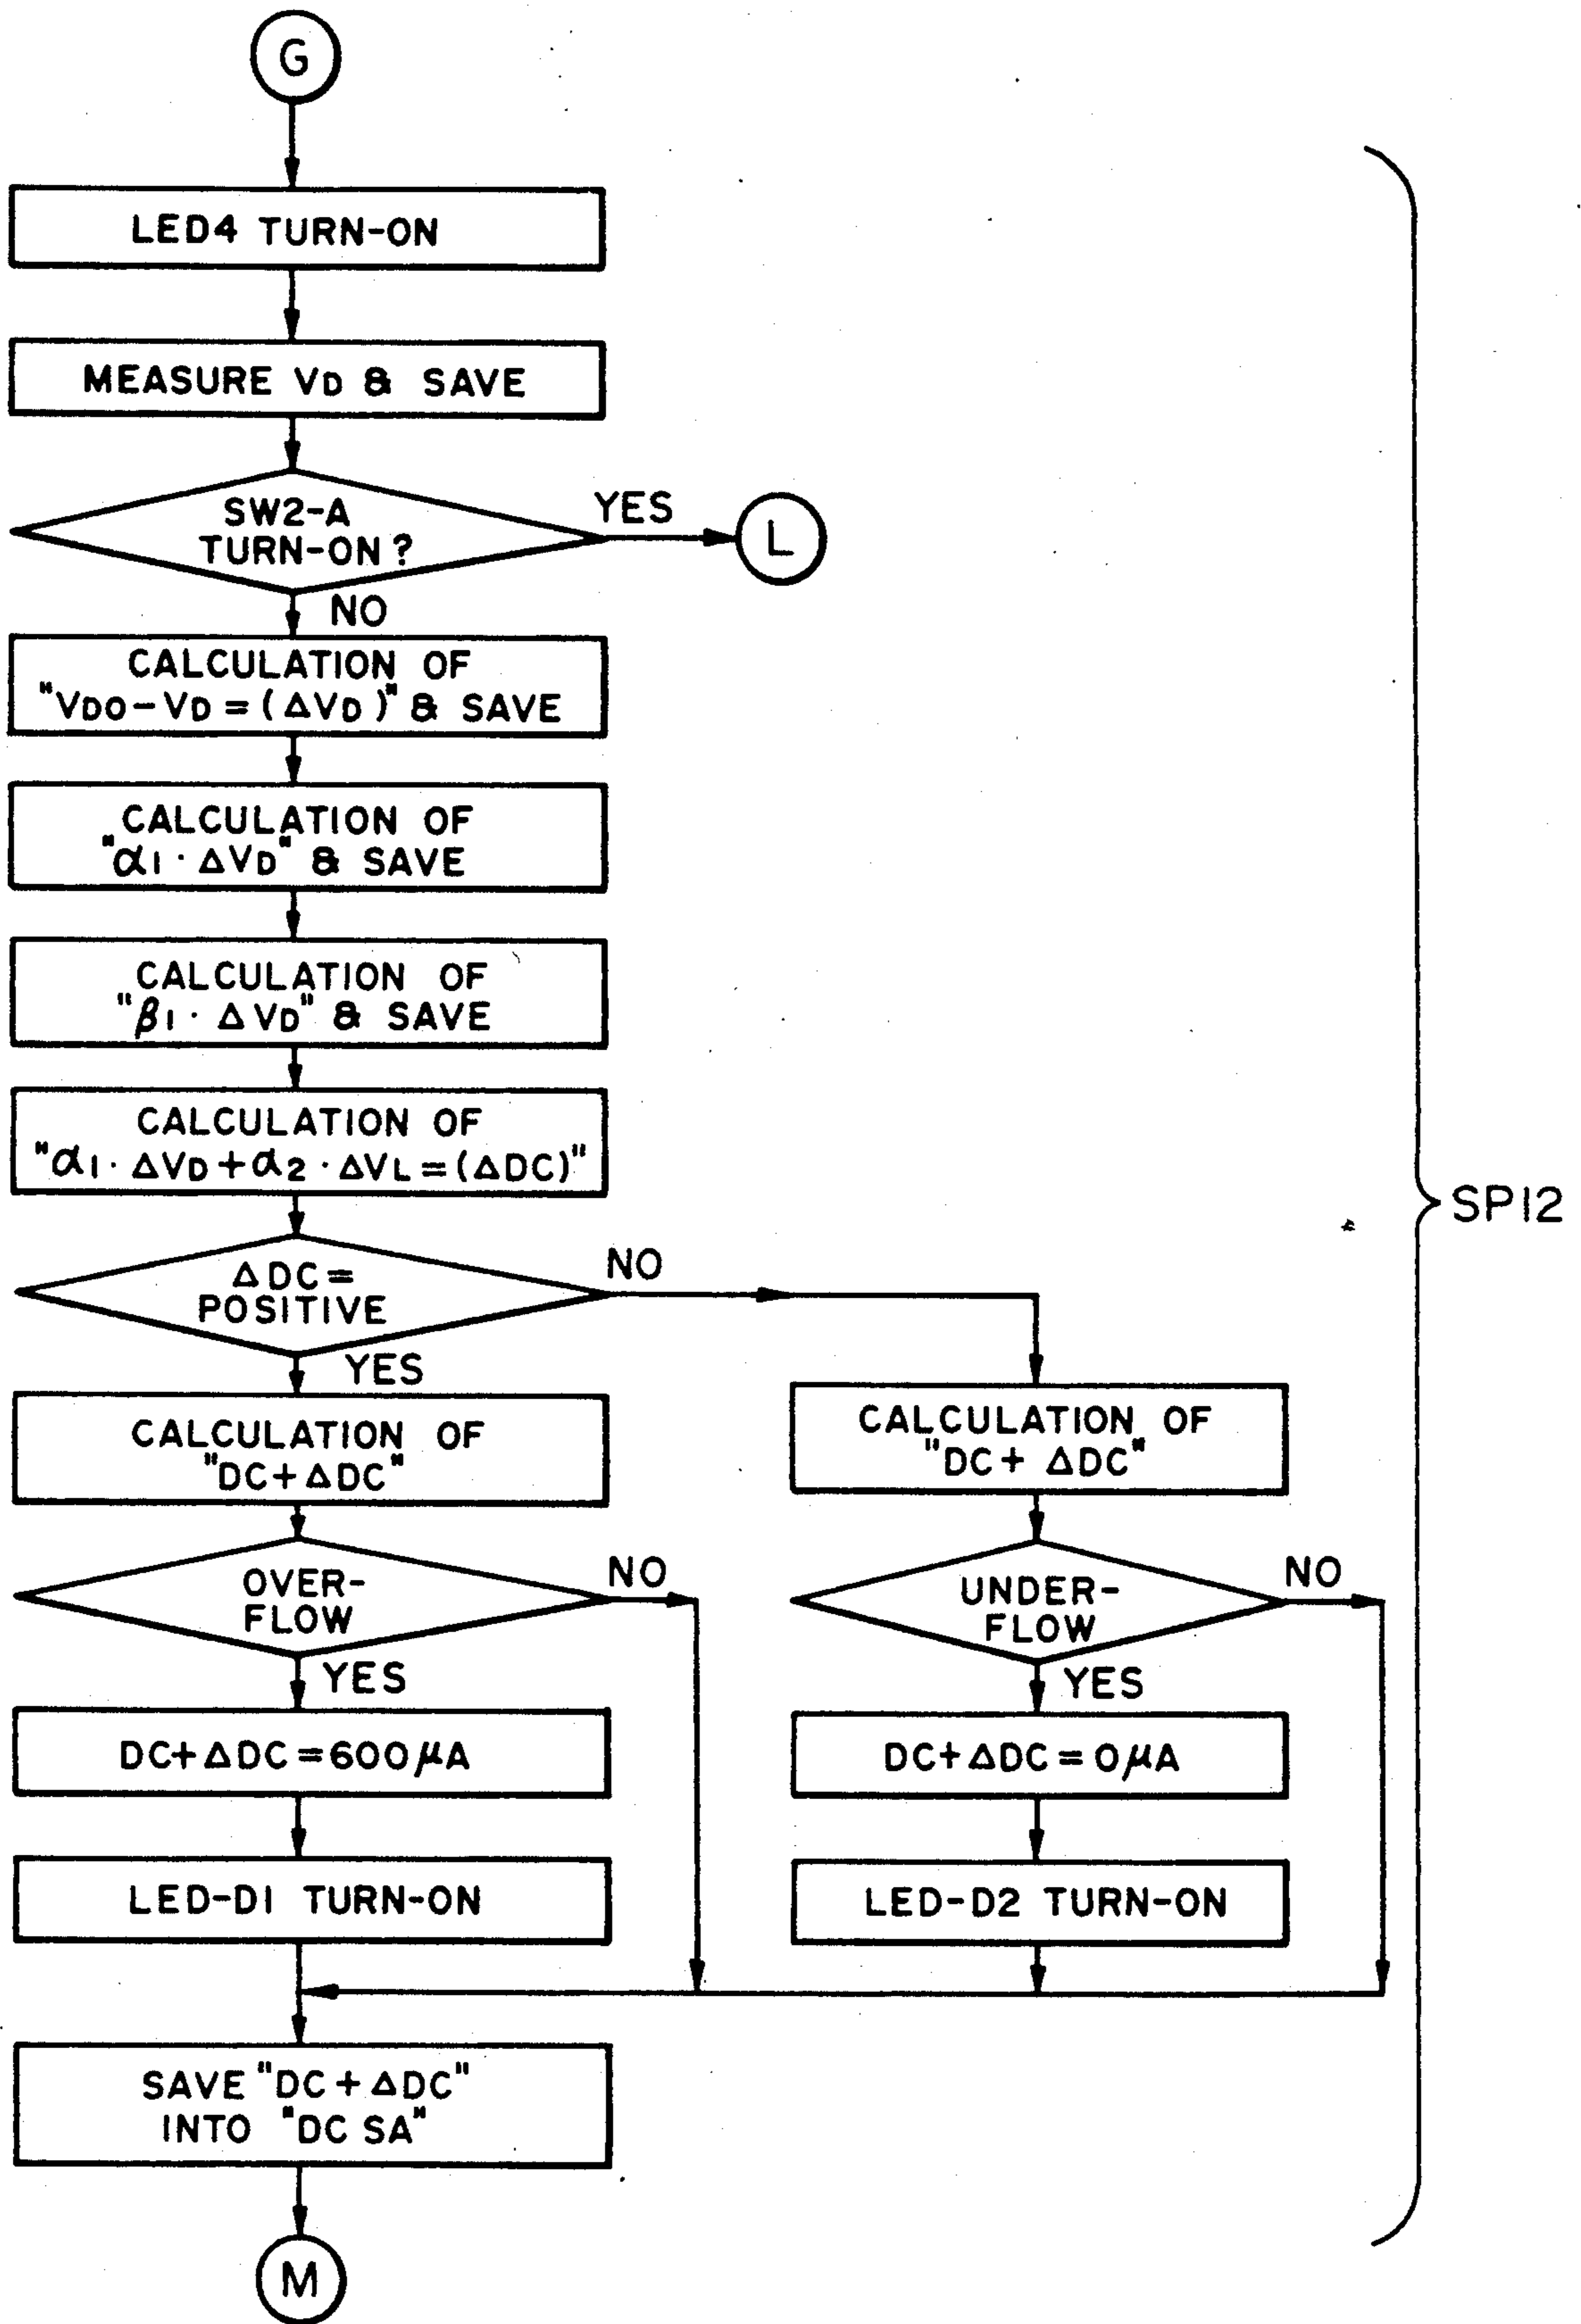 G
LED4 TURN-ON
MEASURE VD & SAVE
SW2-A
TURN-ON?
YES
L
NO
CALCULATION OF
"VDO-VD=(ΔVD)" & SAVE
CALCULATION OF
"α1·ΔVD" & SAVE
CALCULATION OF
"β1·ΔVD" & SAVE
CALCULATION OF
"α1·ΔVD+α2·ΔVL=(ΔDC)"
SP12
ΔDC=
POSITIVE
NO
YES
CALCULATION OF
"DC+ΔDC"
CALCULATION OF
"DC+ ΔDC"
OVER-
FLOW
NO
UNDER-
FLOW
NO
YES
YES
DC+ΔDC=600μA
DC+ΔDC=0μA
LED-D1 TURN-ON
LED-D2 TURN-ON
SAVE "DC+ΔDC"
INTO "DC SA"
M